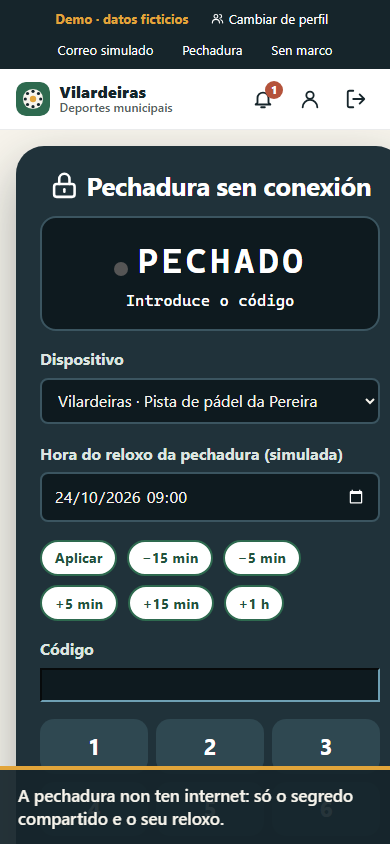 Demo · datos ficticios
Cambiar de perfil
Correo simulado
Pechadura
Sen marco
Vilardeiras
Deportes municipais
1
Pechadura sen conexión
PECHADO
Introduce o código
Dispositivo
Vilardeiras · Pista de pádel da Pereira
Hora do reloxo da pechadura (simulada)
24/10/2026 09:00
Aplicar
−15 min
−5 min
+5 min
+15 min
+1 h
Código
1
2
3
A pechadura non ten internet: só o segredo
compartido e o seu reloxo.